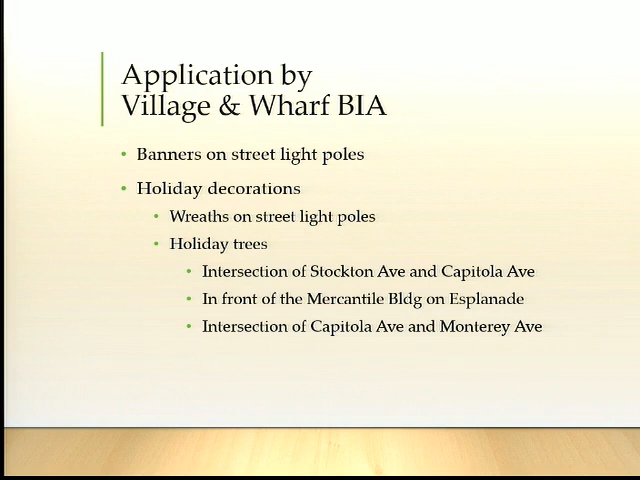 Application by
Village & Wharf BIA
• Banners on street light poles
• Holiday decorations
• Wreaths on street light poles
• Holiday trees
• Intersection of Stockton Ave and Capitola Ave
• In front of the Mercantile Bldg on Esplanade
• Intersection of Capitola Ave and Monterey Ave